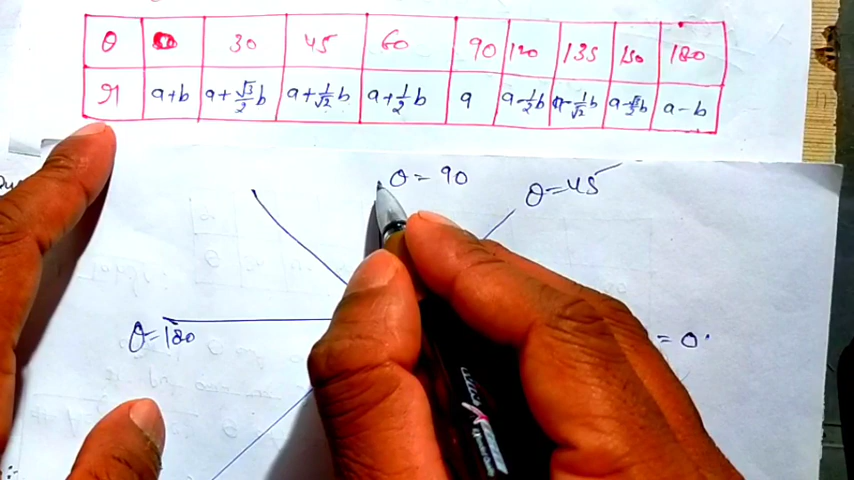 θ 30 45 60 90 120 135 150 180
r a+b a+√3/2 b a+1/√2 b a+1/2 b a a-1/2 b a-1/√2 b a-√3/2 b a-b
θ = 90
θ=45
θ=180
= 0°